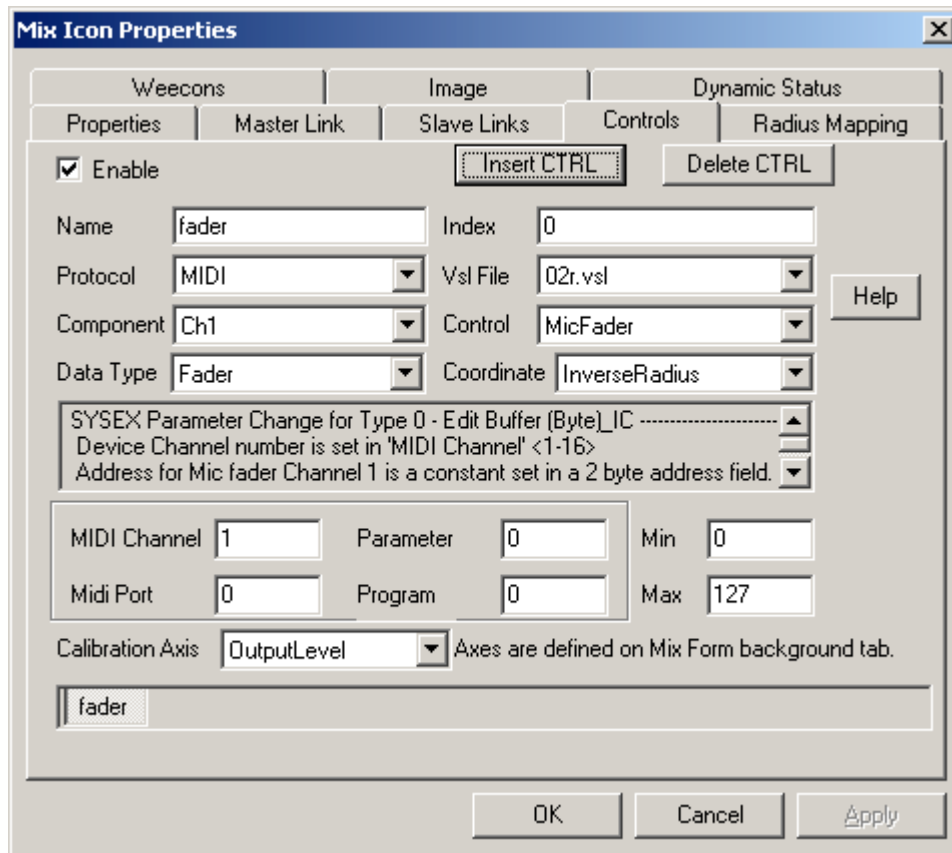 Mix Icon Properties
Weecons Image Dynamic Status
Properties Master Link Slave Links Controls Radius Mapping
Enable Insert CTRL Delete CTRL
Name fader Index 0
Protocol MIDI Vsl File 02r.vsl
Help
Component Ch1 Control MicFader
Data Type Fader Coordinate InverseRadius
SYSEX Parameter Change for Type 0 - Edit Buffer (Byte)_IC -----------------------
Device Channel number is set in 'MIDI Channel' <1-16>
Address for Mic fader Channel 1 is a constant set in a 2 byte address field.
MIDI Channel 1 Parameter 0 Min 0
Midi Port 0 Program 0 Max 127
Calibration Axis OutputLevel Axes are defined on Mix Form background tab.
fader
OK Cancel Apply